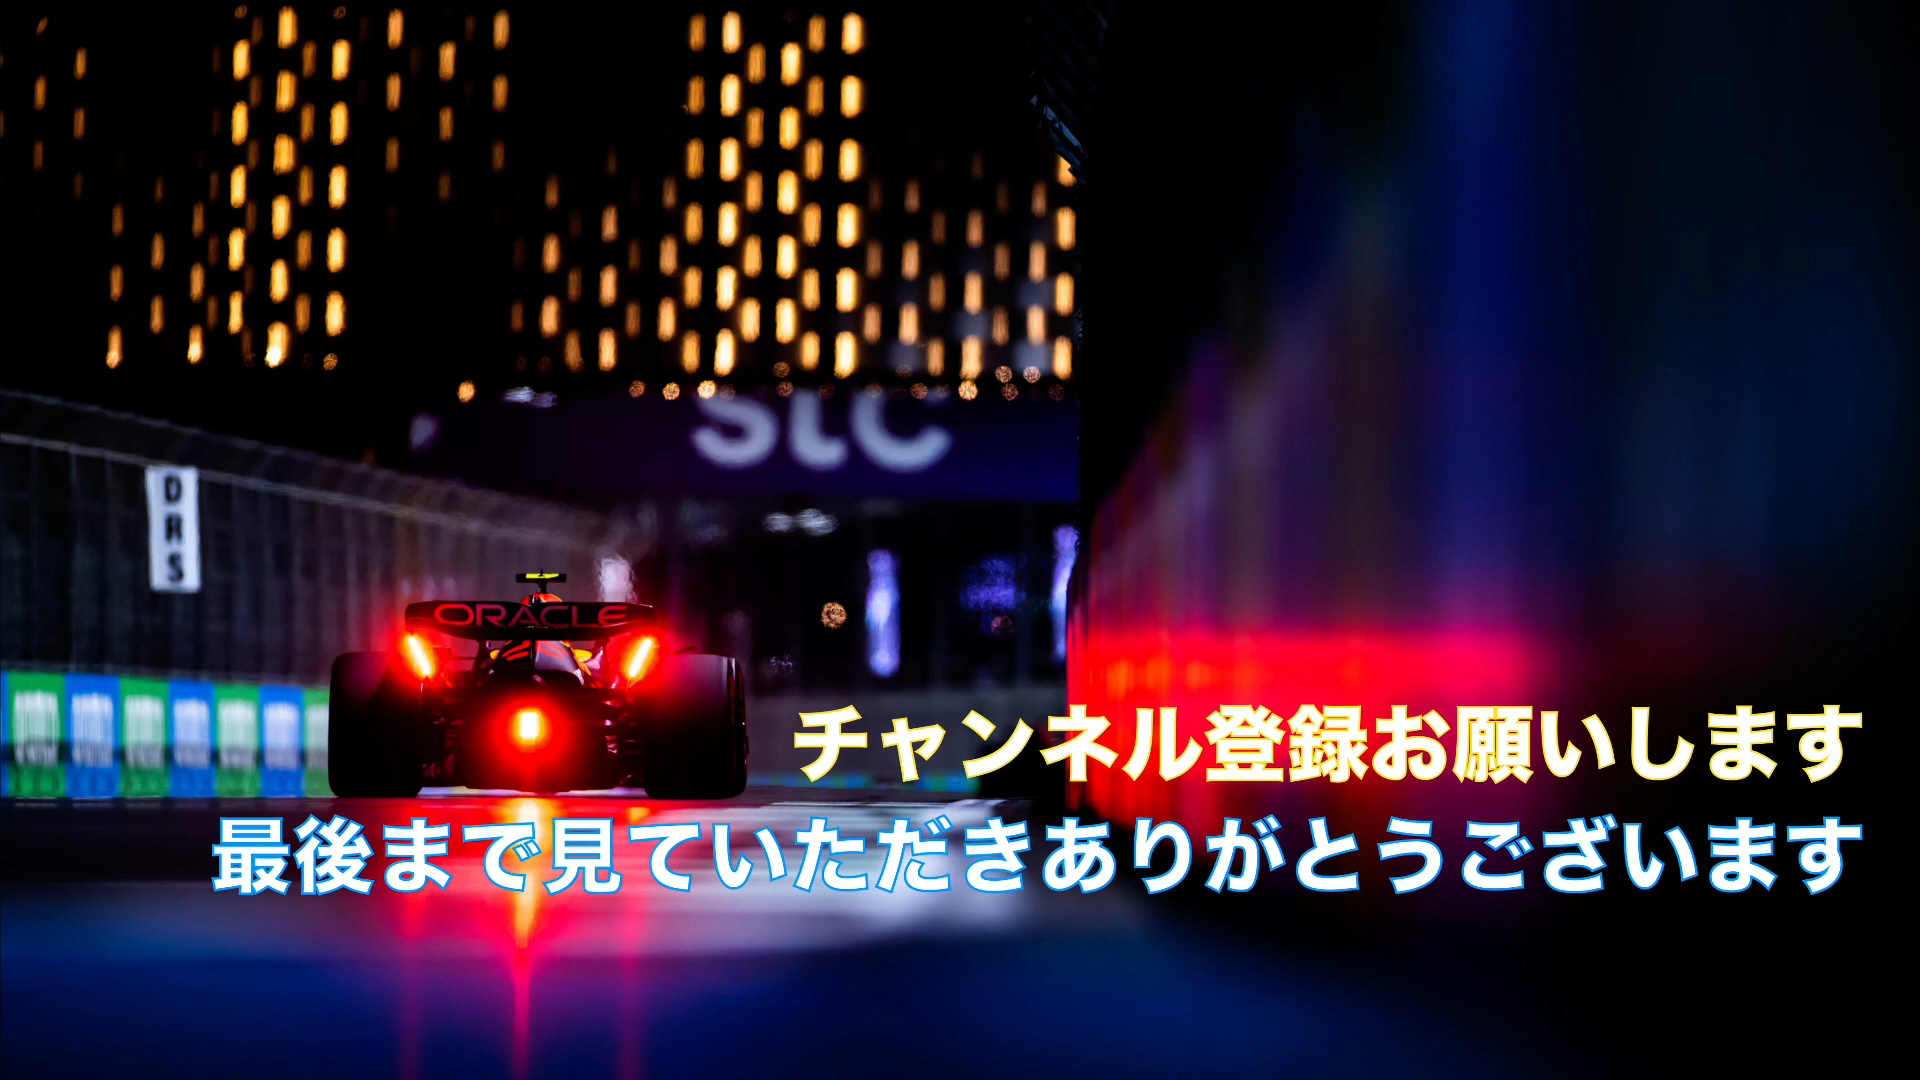 stc
DRS
ORACLE
チャンネル登録お願いします
最後まで見ていただきありがとうございます